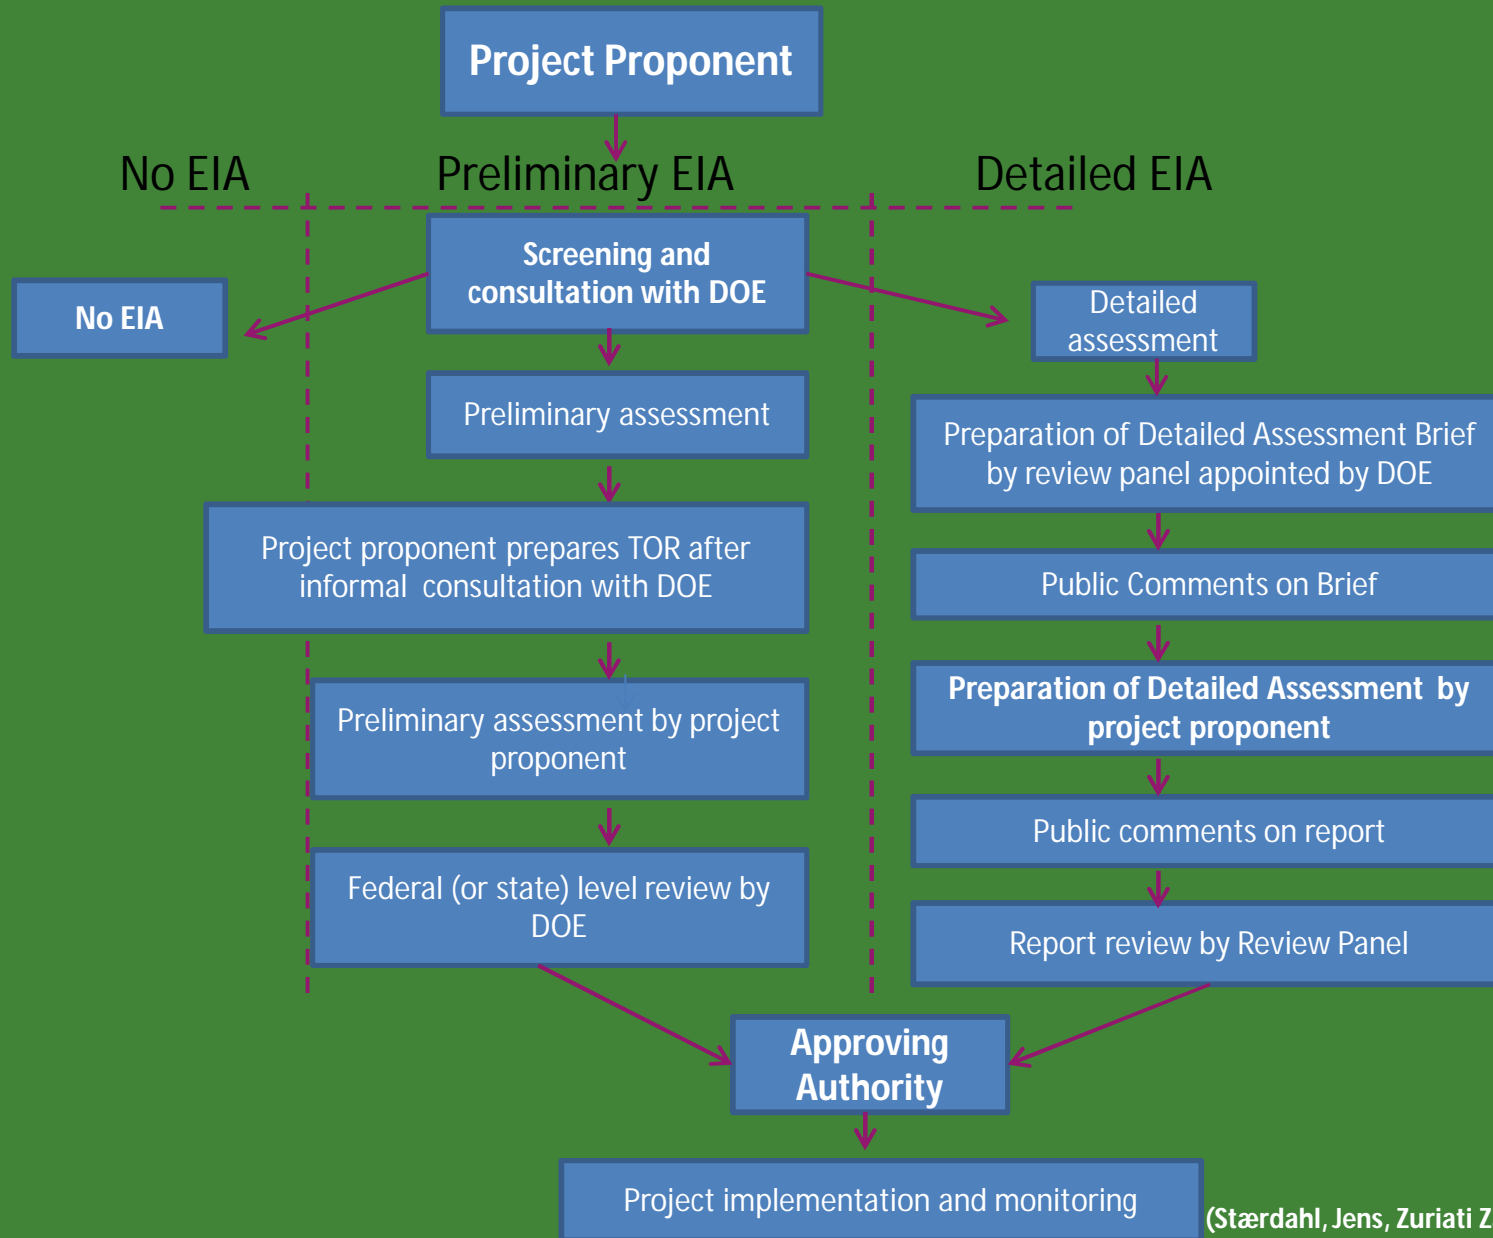 Project Proponent
No EIA
Preliminary EIA
Detailed EIA
Screening and
consultation with DOE
No EIA
Detailed
assessment
Preliminary assessment
Preparation of Detailed Assessment Brief
by review panel appointed by DOE
Project proponent prepares TOR after
informal consultation with DOE
Public Comments on Brief
Preparation of Detailed Assessment by
project proponent
Preliminary assessment by project
proponent
Public comments on report
Federal (or state) level review by
DOE
Report review by Review Panel
Approving
Authority
Project implementation and monitoring
(Stærdahl, Jens, Zuriati Z